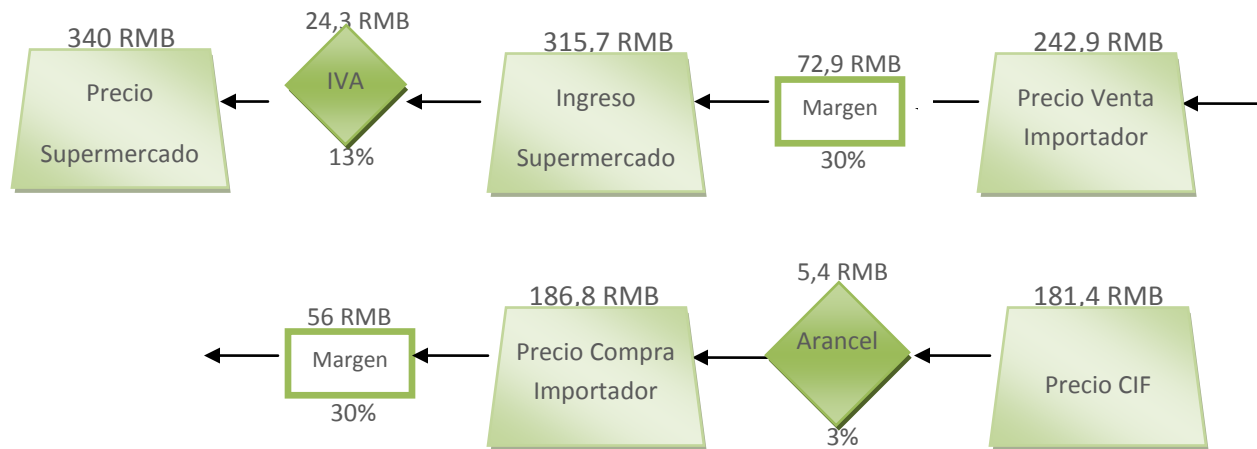 340 RMB
Precio
Supermercado
24,3 RMB
IVA
13%
315,7 RMB
Ingreso
Supermercado
72,9 RMB
Margen
30%
242,9 RMB
Precio Venta
Importador
56 RMB
Margen
30%
186,8 RMB
Precio Compra
Importador
5,4 RMB
Arancel
3%
181,4 RMB
Precio CIF